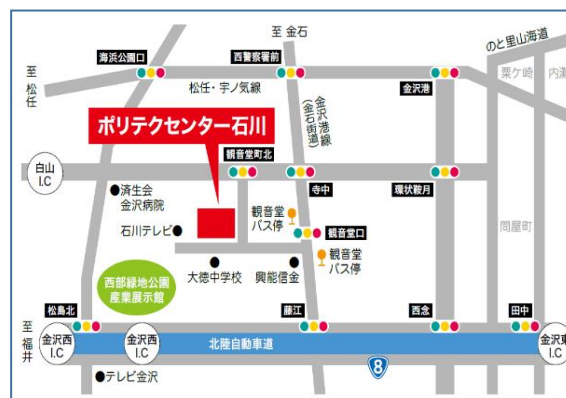 至 金石
海浜公園口
西警察署前
のと里山海道
至 松任
松任・宇ノ気線
金沢港
粟ケ崎
内灘
金沢港線
(金石街道)
ポリテクセンター石川
観音堂町北
白山
I.C
寺中
環状鞍月
済生会
金沢病院
観音堂
バス停
石川テレビ
観音堂口
問屋町
観音堂
バス停
大徳中学校
興能信金
西部緑地公園
産業展示館
松島北
藤江
西念
田中
至 福井
金沢西
I.C
金沢西
I.C
北陸自動車道
金沢東
I.C
8
テレビ金沢